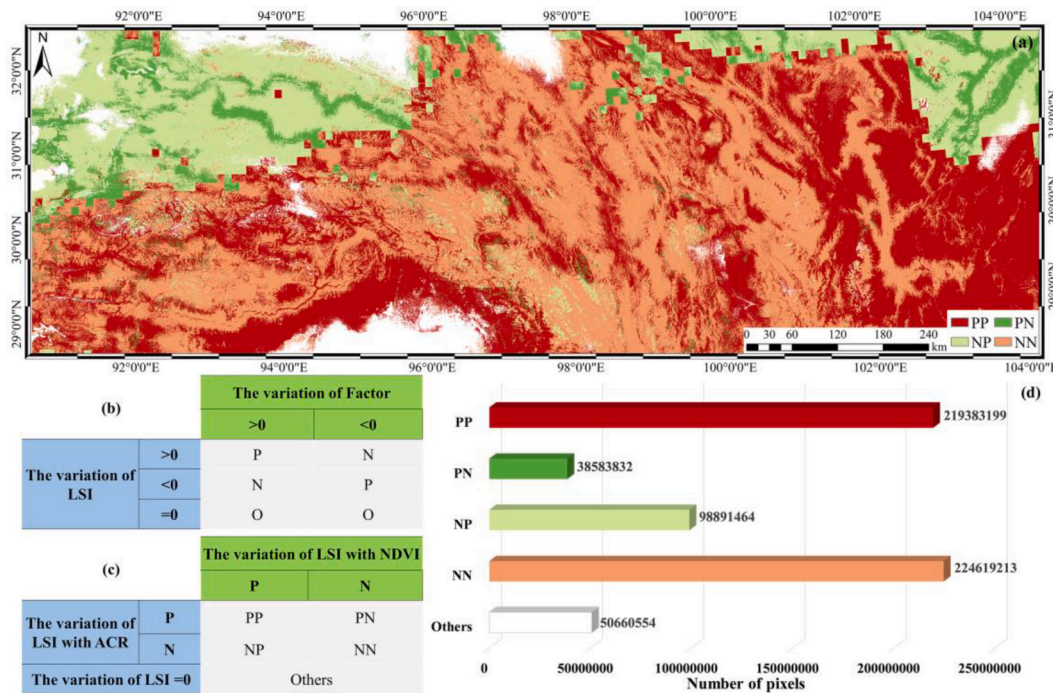 92°0'0"E 94°0'0"E 96°0'0"E 98°0'0"E 100°0'0"E 102°0'0"E 104°0'0"E
N
(a)
32°0'0"N
31°0'0"N
30°0'0"N
29°0'0"N
PP PN
NP NN
0 30 60 120 180 240
km
92°0'0"E 94°0'0"E 96°0'0"E 98°0'0"E 100°0'0"E 102°0'0"E 104°0'0"E
(b)
The variation of Factor
>0 <0
The variation of LSI
>0 P N
<0 N P
=0 O O
(c)
The variation of LSI with NDVI
P N
The variation of LSI with ACR
P PP PN
N NP NN
The variation of LSI =0 Others
(d)
PP 219383199
PN 38583832
NP 98891464
NN 224619213
Others 50660554
0 50000000 100000000 150000000 200000000 250000000
Number of pixels